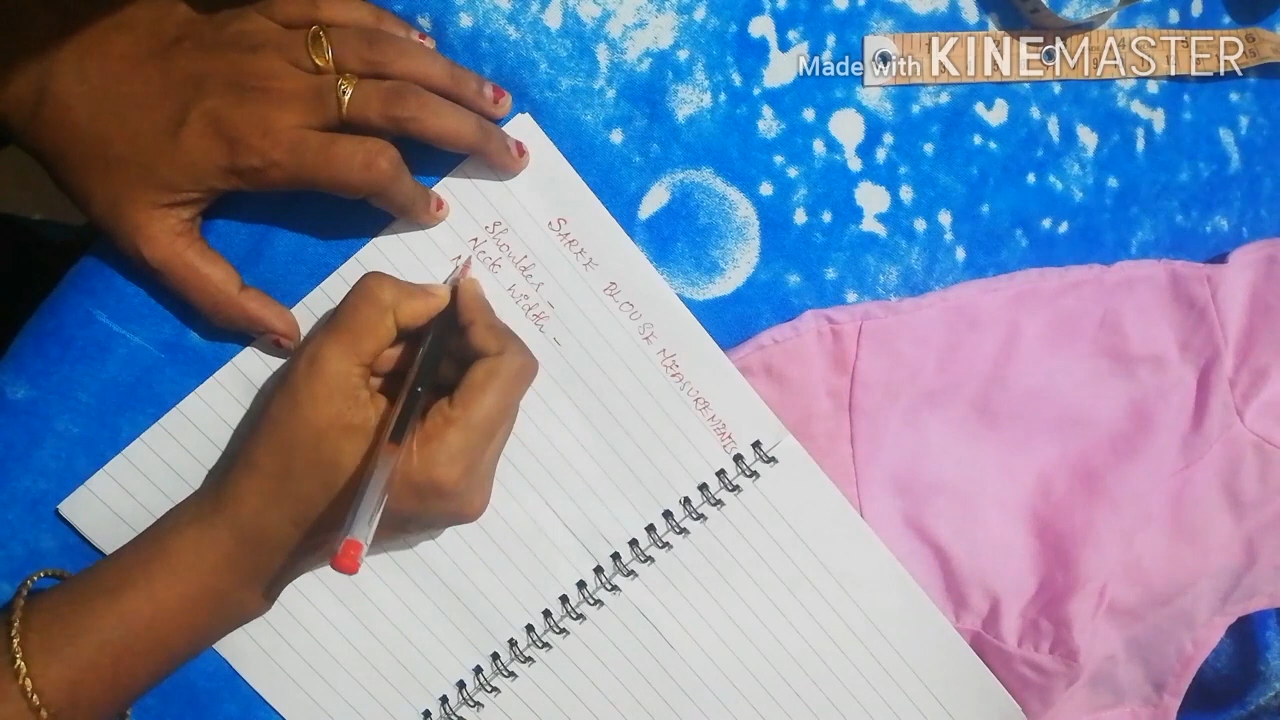 Made with KINEMASTER
SAREE BLOUSE MEASUREMENTS
Shoulder -
Neck width -
N